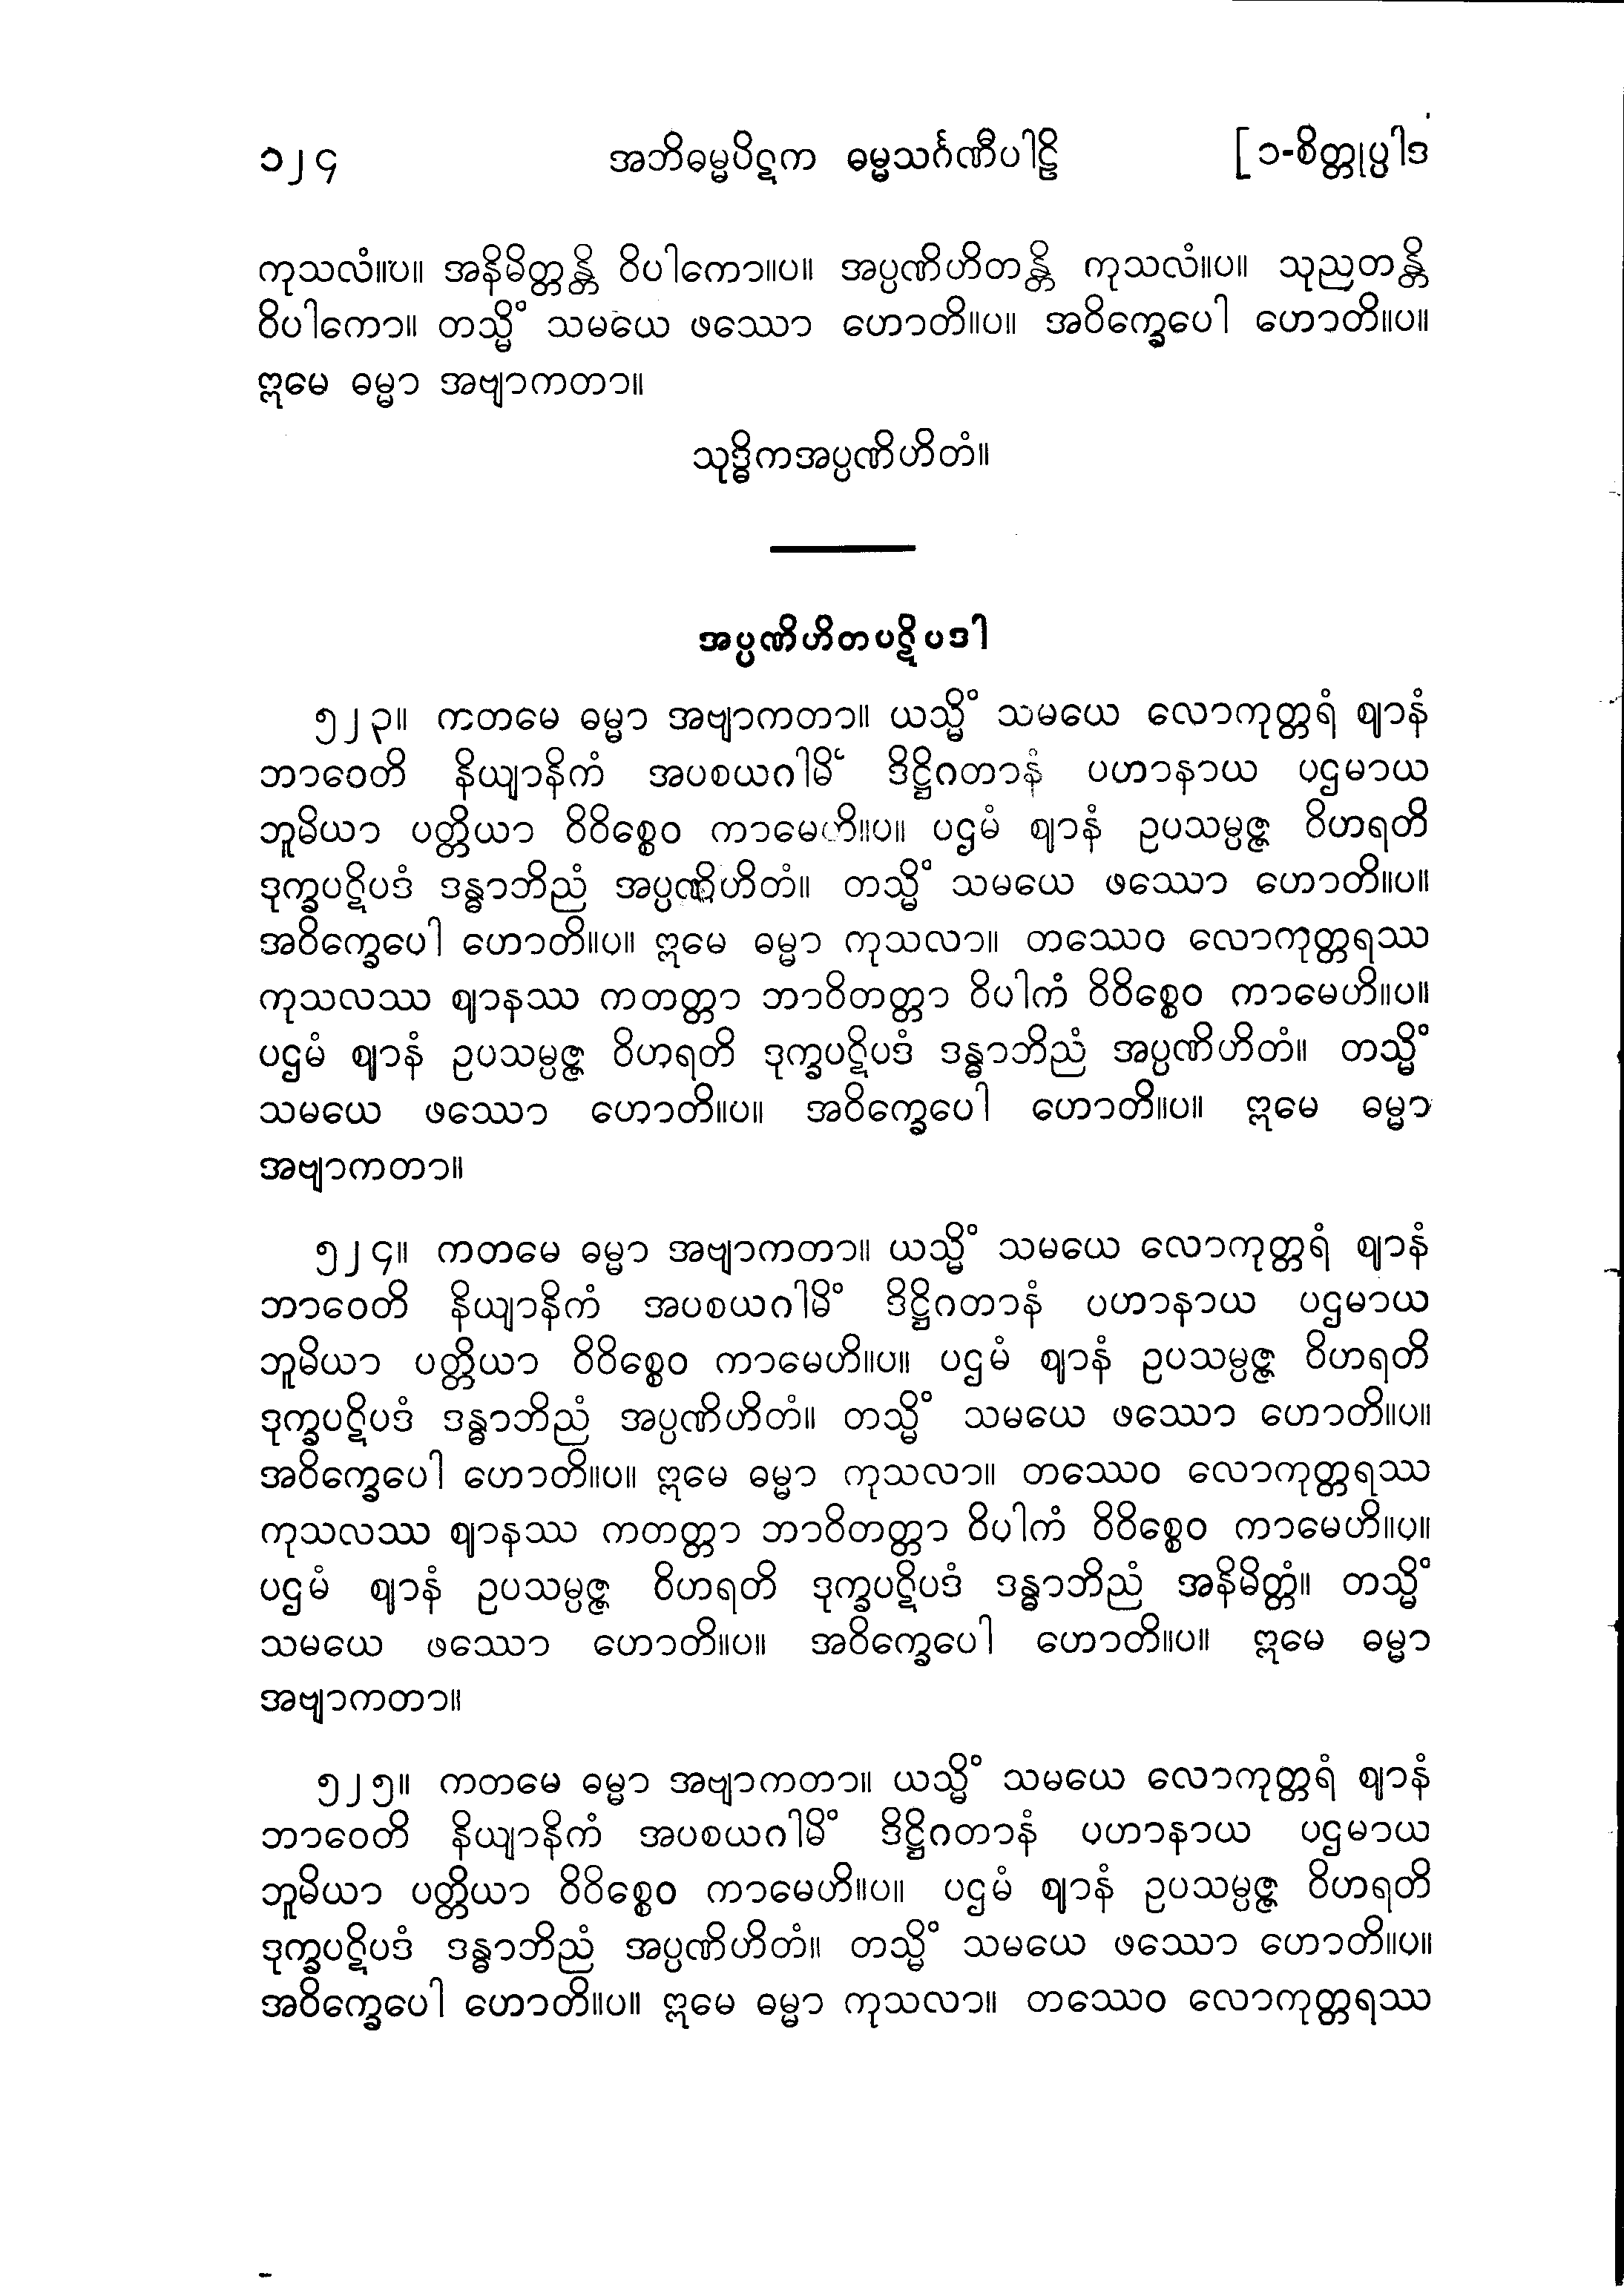 ၁၂၄ အဘိဓမ္မပိဋက ဓမ္မသင်္ဂဏီပါဠိ [ ၁-စိတ္တုပ္ပါဒ
ကုသလံ။ပ။ အနိမိတ္တန္တိ ဝိပါကော။ပ။ အပ္ပဏိဟိတန္တိ ကုသလံ။ပ။ သုညတန္တိ
ဝိပါကော။ တသ္မိံ သမယေ ဖဿော ဟောတိ။ပ။ အဝိက္ခေပေါ ဟောတိ။ပ။
ဣမေ ဓမ္မာ အဗျာကတာ။
သုဒ္ဓိကအပ္ပဏိဟိတံ။
အပ္ပဏိဟိတပဋိပဒါ
၅၂၃။ ကတမေ ဓမ္မာ အဗျာကတာ။ ယသ္မိံ သမယေ လောကုတ္တရံ ဈာနံ
ဘာဝေတိ နိယျာနိကံ အပစယဂါမိံ ဒိဋ္ဌိဂတာနံ ပဟာနာယ ပဌမာယ
ဘူမိယာ ပတ္တိယာ ဝိဝိစ္စေဝ ကာမေဟိ။ပ။ ပဌမံ ဈာနံ ဥပသမ္ပဇ္ဇ ဝိဟရတိ
ဒုက္ခပဋိပဒံ ဒန္ဓာဘိညံ အပ္ပဏိဟိတံ။ တသ္မိံ သမယေ ဖဿော ဟောတိ။ပ။
အဝိက္ခေပေါ ဟောတိ။ပ။ ဣမေ ဓမ္မာ ကုသလာ။ တဿေဝ လောကုတ္တရဿ
ကုသလဿ ဈာနဿ ကတတ္တာ ဘာဝိတတ္တာ ဝိပါကံ ဝိဝိစ္စေဝ ကာမေဟိ။ပ။
ပဌမံ ဈာနံ ဥပသမ္ပဇ္ဇ ဝိဟရတိ ဒုက္ခပဋိပဒံ ဒန္ဓာဘိညံ အပ္ပဏိဟိတံ။ တသ္မိံ
သမယေ ဖဿော ဟောတိ။ပ။ အဝိက္ခေပေါ ဟောတိ။ပ။ ဣမေ ဓမ္မာ
အဗျာကတာ။
၅၂၄။ ကတမေ ဓမ္မာ အဗျာကတာ။ ယသ္မိံ သမယေ လောကုတ္တရံ ဈာနံ
ဘာဝေတိ နိယျာနိကံ အပစယဂါမိံ ဒိဋ္ဌိဂတာနံ ပဟာနာယ ပဌမာယ
ဘူမိယာ ပတ္တိယာ ဝိဝိစ္စေဝ ကာမေဟိ။ပ။ ပဌမံ ဈာနံ ဥပသမ္ပဇ္ဇ ဝိဟရတိ
ဒုက္ခပဋိပဒံ ဒန္ဓာဘိညံ အပ္ပဏိဟိတံ။ တသ္မိံ သမယေ ဖဿော ဟောတိ။ပ။
အဝိက္ခေပေါ ဟောတိ။ပ။ ဣမေ ဓမ္မာ ကုသလာ။ တဿေဝ လောကုတ္တရဿ
ကုသလဿ ဈာနဿ ကတတ္တာ ဘာဝိတတ္တာ ဝိပါကံ ဝိဝိစ္စေဝ ကာမေဟိ။ပ။
ပဌမံ ဈာနံ ဥပသမ္ပဇ္ဇ ဝိဟရတိ ဒုက္ခပဋိပဒံ ဒန္ဓာဘိညံ အနိမိတ္တံ။ တသ္မိံ
သမယေ ဖဿော ဟောတိ။ပ။ အဝိက္ခေပေါ ဟောတိ။ပ။ ဣမေ ဓမ္မာ
အဗျာကတာ။
၅၂၅။ ကတမေ ဓမ္မာ အဗျာကတာ။ ယသ္မိံ သမယေ လောကုတ္တရံ ဈာနံ
ဘာဝေတိ နိယျာနိကံ အပစယဂါမိံ ဒိဋ္ဌိဂတာနံ ပဟာနာယ ပဌမာယ
ဘူမိယာ ပတ္တိယာ ဝိဝိစ္စေဝ ကာမေဟိ။ပ။ ပဌမံ ဈာနံ ဥပသမ္ပဇ္ဇ ဝိဟရတိ
ဒုက္ခပဋိပဒံ ဒန္ဓာဘိညံ အပ္ပဏိဟိတံ။ တသ္မိံ သမယေ ဖဿော ဟောတိ။ပ။
အဝိက္ခေပေါ ဟောတိ။ပ။ ဣမေ ဓမ္မာ ကုသလာ။ တဿေဝ လောကုတ္တရဿ